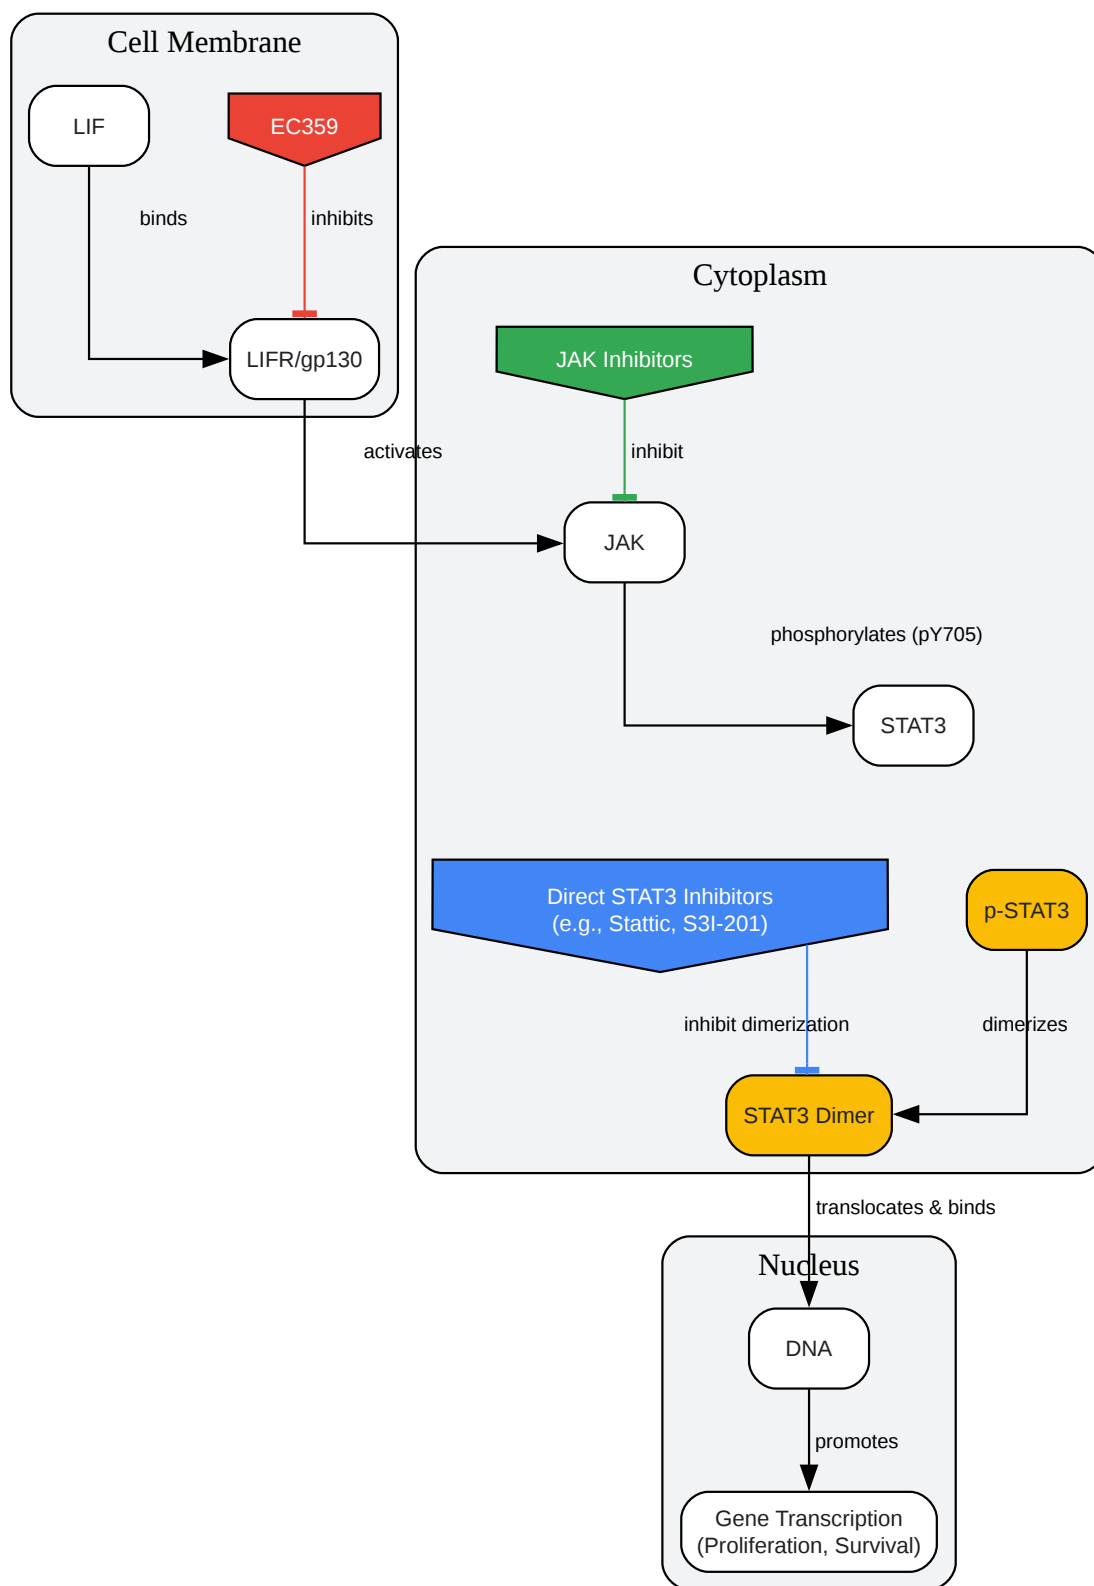 Cell Membrane
LIF
EC359
binds
inhibits
LIFR/gp130
Cytoplasm
JAK Inhibitors
activates
inhibit
JAK
phosphorylates (pY705)
STAT3
Direct STAT3 Inhibitors
(e.g., Stattic, S3I-201)
p-STAT3
inhibit dimerization
dimerizes
STAT3 Dimer
translocates & binds
Nucleus
DNA
promotes
Gene Transcription
(Proliferation, Survival)